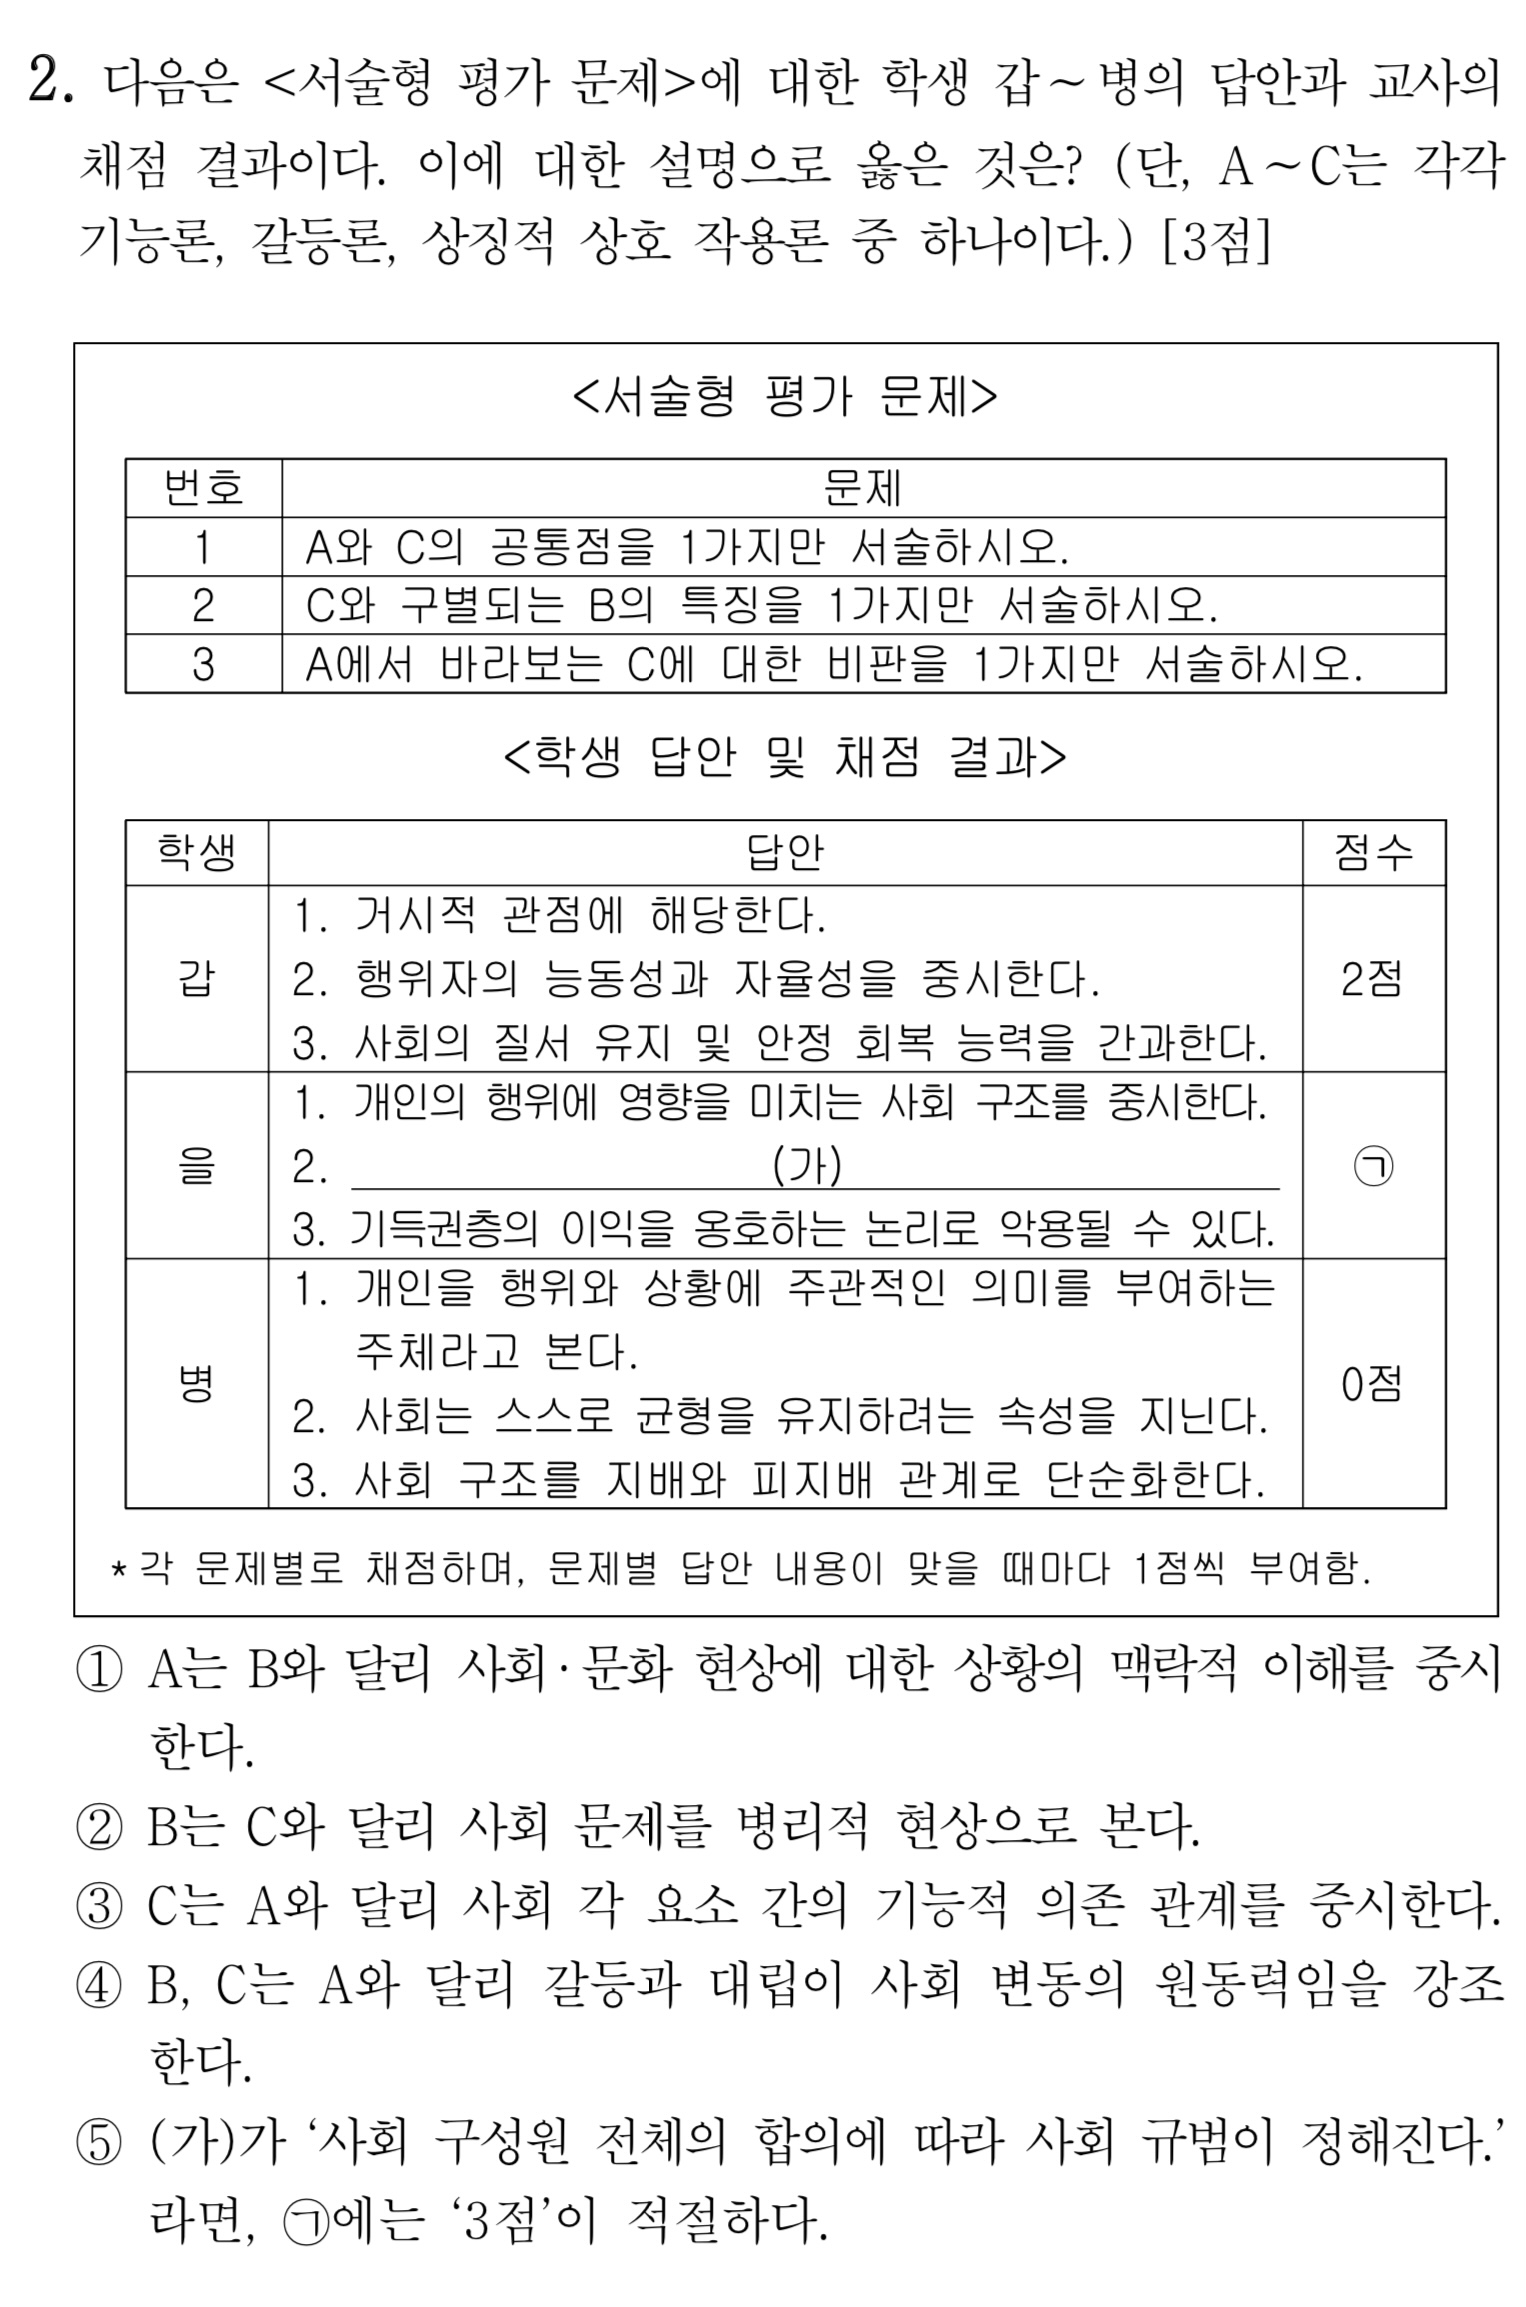 2. 다음은 <서술형 평가 문제>에 대한 학생 갑~병의 답안과 교사의
채점 결과이다. 이에 대한 설명으로 옳은 것은? (단, A~C는 각각
기능론, 갈등론, 상징적 상호 작용론 중 하나이다.) [3점]
<서술형 평가 문제>
번호 문제
1 A와 C의 공통점을 1가지만 서술하시오.
2 C와 구별되는 B의 특징을 1가지만 서술하시오.
3 A에서 바라보는 C에 대한 비판을 1가지만 서술하시오.
<학생 답안 및 채점 결과>
학생 답안 점수
1. 거시적 관점에 해당한다.
갑 2. 행위자의 능동성과 자율성을 중시한다. 2점
3. 사회의 질서 유지 및 안정 회복 능력을 간과한다.
1. 개인의 행위에 영향을 미치는 사회 구조를 중시한다.
을 2. (가) ㉠
3. 기득권층의 이익을 옹호하는 논리로 악용될 수 있다.
1. 개인을 행위와 상황에 주관적인 의미를 부여하는
주체라고 본다.
병 2. 사회는 스스로 균형을 유지하려는 속성을 지닌다. 0점
3. 사회 구조를 지배와 피지배 관계로 단순화한다.
* 각 문제별로 채점하며, 문제별 답안 내용이 맞을 때마다 1점씩 부여함.
① A는 B와 달리 사회·문화 현상에 대한 상황의 맥락적 이해를 중시
한다.
② B는 C와 달리 사회 문제를 병리적 현상으로 본다.
③ C는 A와 달리 사회 각 요소 간의 기능적 의존 관계를 중시한다.
④ B, C는 A와 달리 갈등과 대립이 사회 변동의 원동력임을 강조
한다.
⑤ (가)가 ‘사회 구성원 전체의 합의에 따라 사회 규범이 정해진다.’
라면, ㉠에는 ‘3점’이 적절하다.